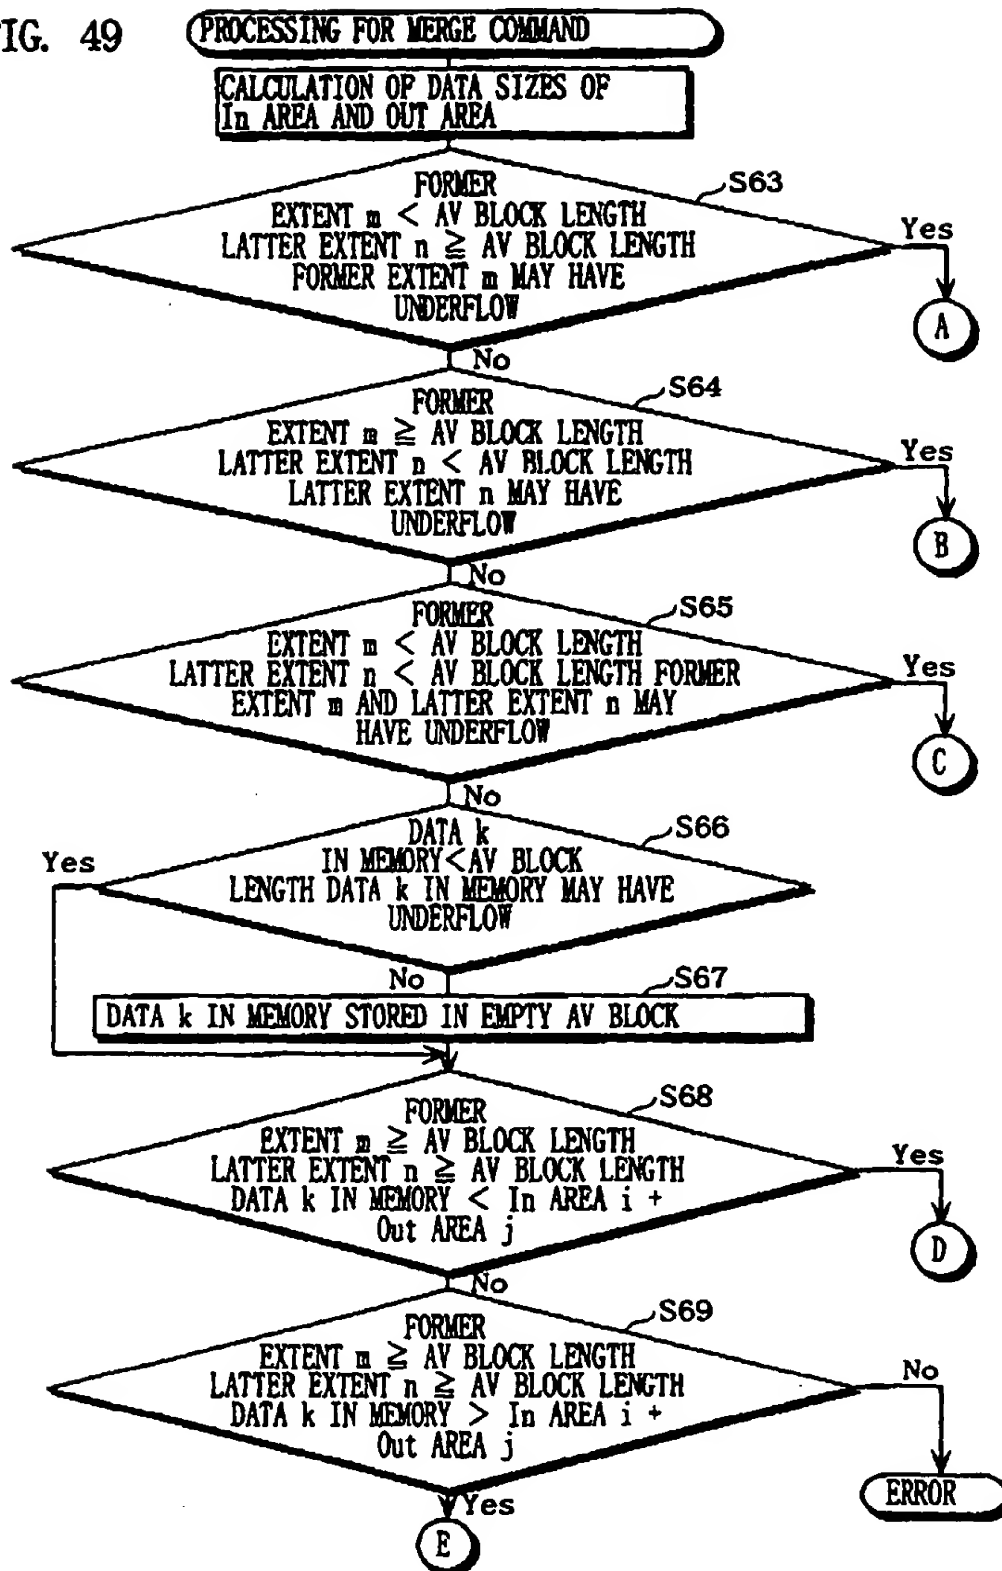 FIG. 49
PROCESSING FOR MERGE COMMAND
CALCULATION OF DATA SIZES OF
In AREA AND OUT AREA
S63
FORMER
EXTENT m < AV BLOCK LENGTH
LATTER EXTENT n ≧ AV BLOCK LENGTH
FORMER EXTENT m MAY HAVE
UNDERFLOW
Yes
A
No
S64
FORMER
EXTENT m ≧ AV BLOCK LENGTH
LATTER EXTENT n < AV BLOCK LENGTH
LATTER EXTENT n MAY HAVE
UNDERFLOW
Yes
B
No
S65
FORMER
EXTENT m < AV BLOCK LENGTH
LATTER EXTENT n < AV BLOCK LENGTH FORMER
EXTENT m AND LATTER EXTENT n MAY
HAVE UNDERFLOW
Yes
C
No
S66
DATA k
IN MEMORY<AV BLOCK
LENGTH DATA k IN MEMORY MAY HAVE
UNDERFLOW
Yes
No
S67
DATA k IN MEMORY STORED IN EMPTY AV BLOCK
S68
FORMER
EXTENT m ≧ AV BLOCK LENGTH
LATTER EXTENT n ≧ AV BLOCK LENGTH
DATA k IN MEMORY < In AREA i +
Out AREA j
Yes
D
No
S69
FORMER
EXTENT m ≧ AV BLOCK LENGTH
LATTER EXTENT n ≧ AV BLOCK LENGTH
DATA k IN MEMORY > In AREA i +
Out AREA j
No
ERROR
Yes
E